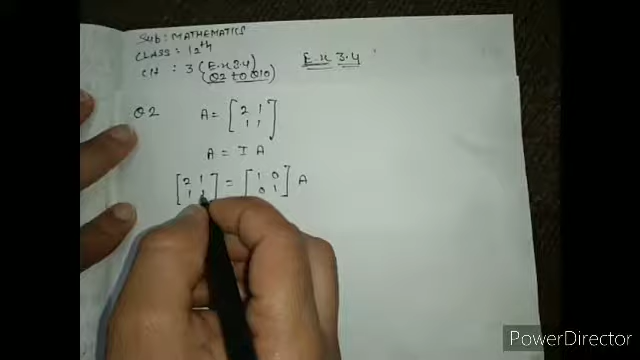 Sub: MATHEMATICS
CLASS: 12th
CH : 3 (Ex 3.4) Ex 3.4
(Q2 to Q10)
Q2 A = [2 1
1 1]
A = I A
[2 1
1 1] = [1 0
0 1] A
PowerDirector